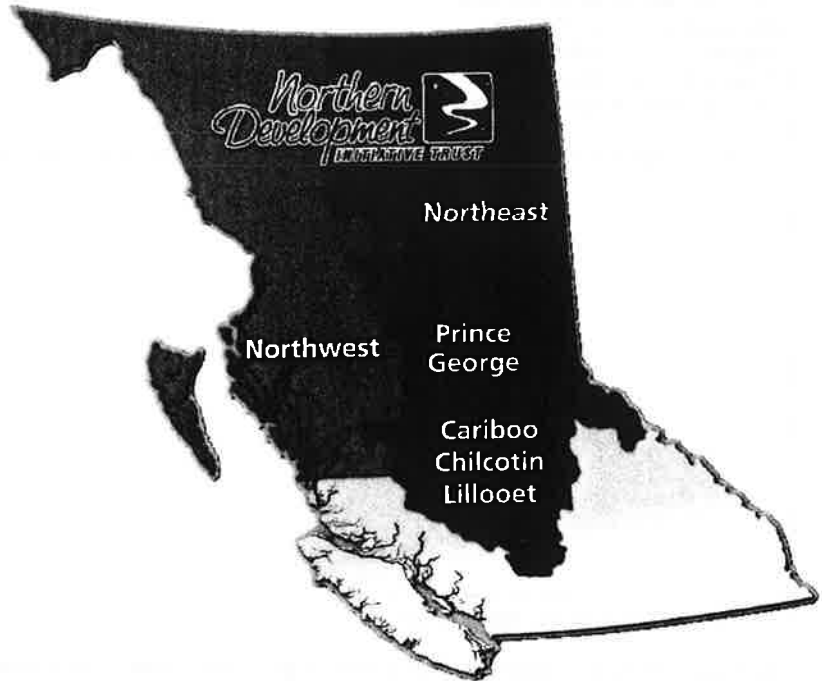 Northern
Development
INITIATIVE TRUST
Northeast
Northwest
Prince
George
Cariboo
Chilcotin
Lillooet